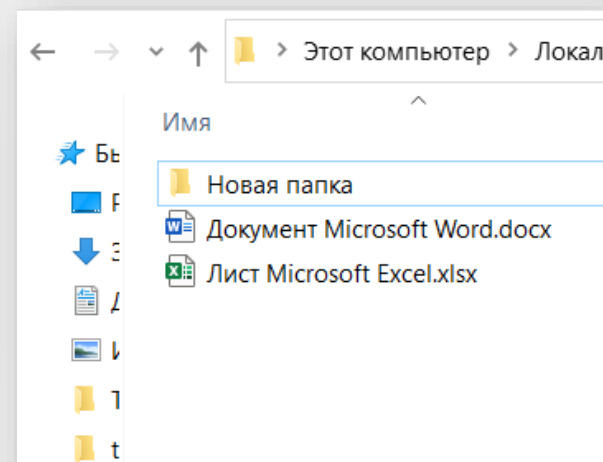 Этот компьютер
Имя
Новая папка
Документ Microsoft Word.docx
Лист Microsoft Excel.xlsx